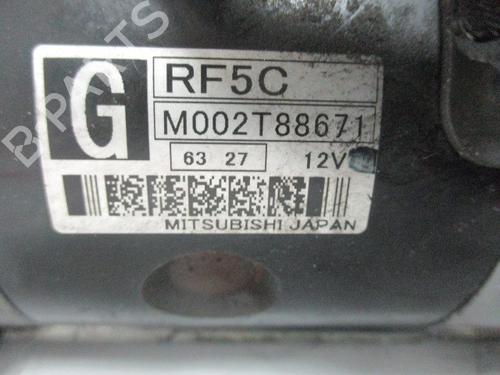 B PARTS
G
RF5C
M002T88671
63 27
12V
MITSUBISHI JAPAN